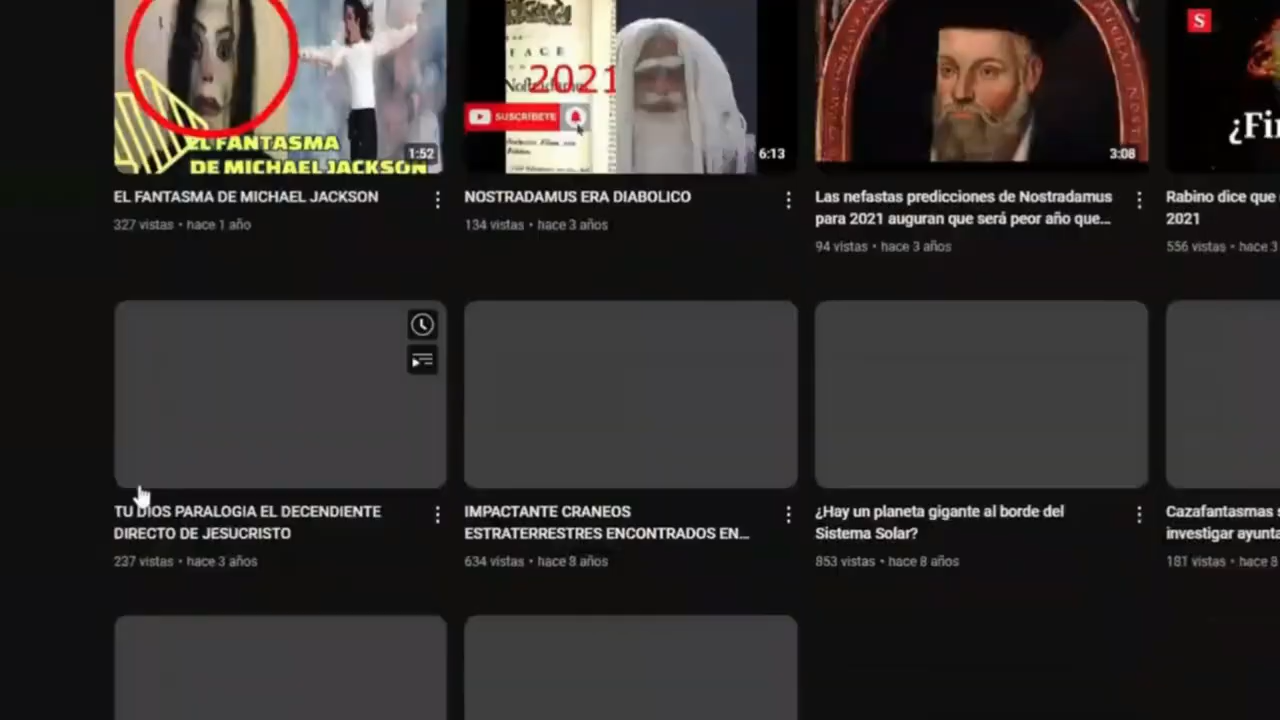 EL FANTASMA
DE MICHAEL JACKSON
1:52
2021
SUSCRIBETE
6:13
3:08
S
¿Fi
EL FANTASMA DE MICHAEL JACKSON
327 vistas • hace 1 año
NOSTRADAMUS ERA DIABOLICO
134 vistas • hace 3 años
Las nefastas predicciones de Nostradamus
para 2021 auguran que será peor año que...
94 vistas • hace 3 años
Rabino dice que
2021
556 vistas • hace 3
TU DIOS PARALOGIA EL DECENDIENTE
DIRECTO DE JESUCRISTO
237 vistas • hace 3 años
IMPACTANTE CRANEOS
ESTRATERRESTRES ENCONTRADOS EN...
634 vistas • hace 8 años
¿Hay un planeta gigante al borde del
Sistema Solar?
853 vistas • hace 8 años
Cazafantasmas
investigar ayunta
181 vistas • hace 8